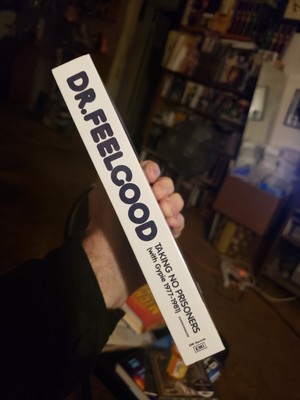 DR.FEELGOOD
TAKING NO PRISONERS
(with Gypie 1977-1981)
EMI